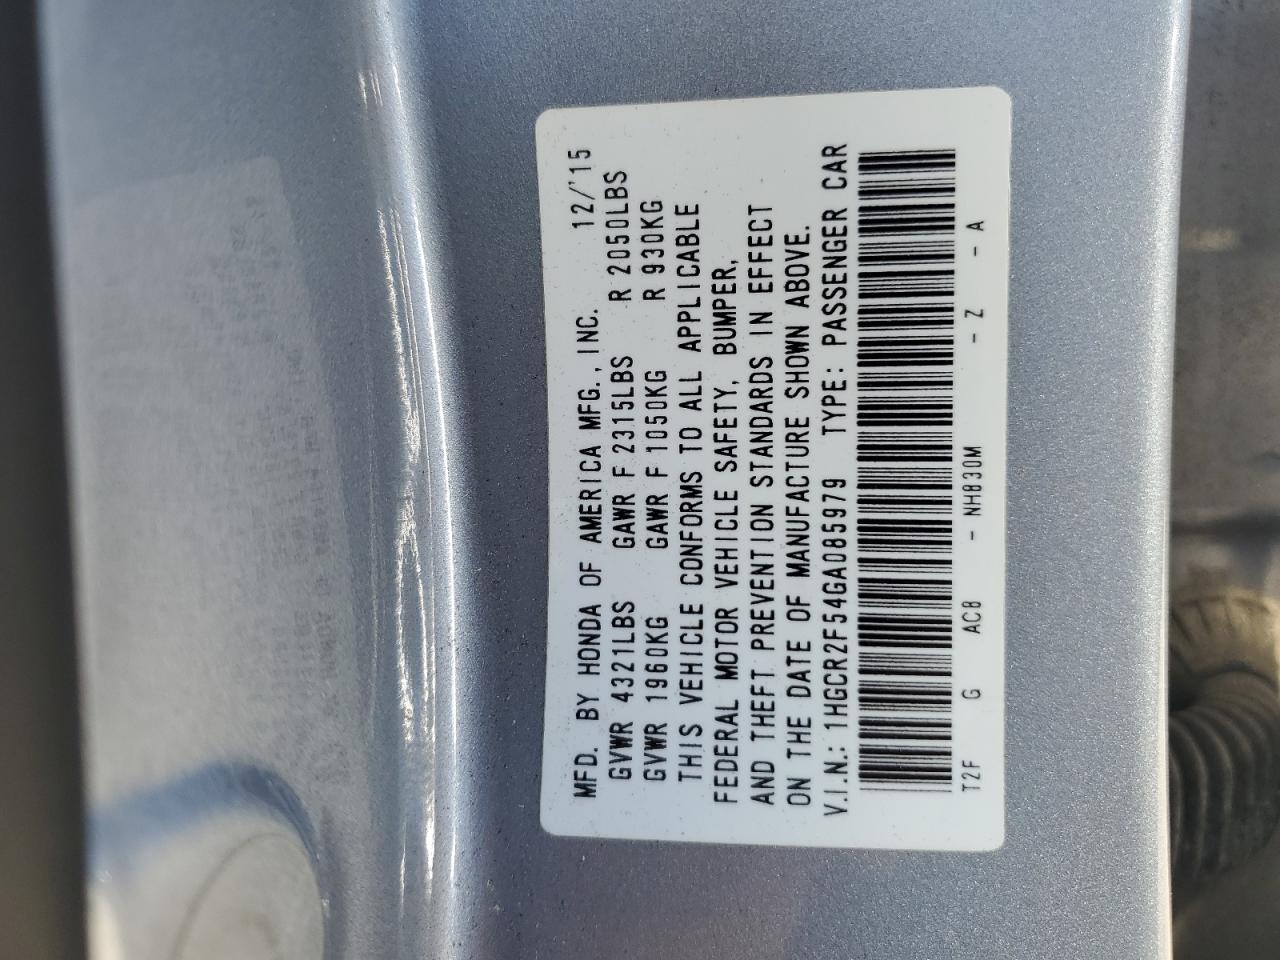 MFD. BY HONDA OF AMERICA MFG., INC. 12/'15
GVWR 4321LBS GAWR F 2315LBS R 2050LBS
GVWR 1960KG GAWR F 1050KG R 930KG
THIS VEHICLE CONFORMS TO ALL APPLICABLE
FEDERAL MOTOR VEHICLE SAFETY, BUMPER,
AND THEFT PREVENTION STANDARDS IN EFFECT
ON THE DATE OF MANUFACTURE SHOWN ABOVE.
V.I.N.: 1HGCR2F54GA085979 TYPE: PASSENGER CAR
T2F G AC8 - NH830M - Z - A